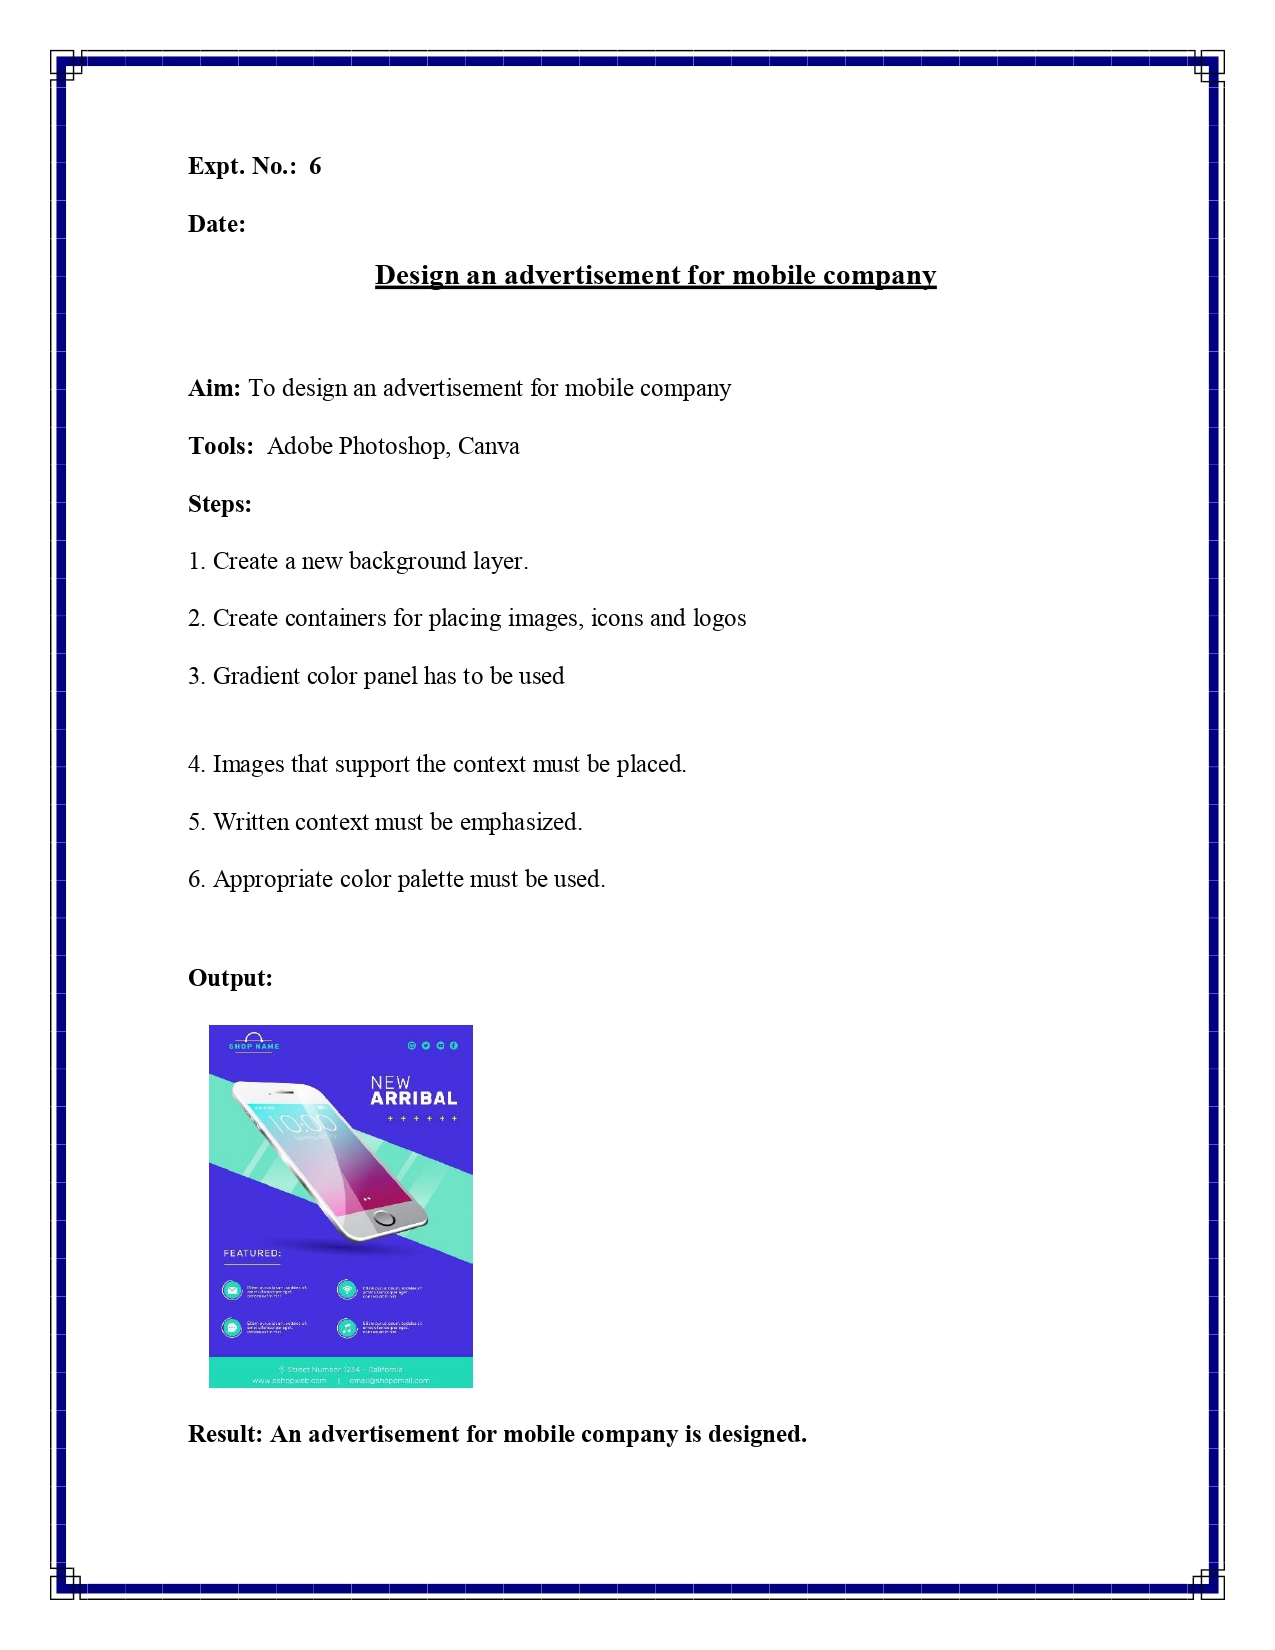 Expt. No.: 6
Date:
Design an advertisement for mobile company
Aim: To design an advertisement for mobile company
Tools: Adobe Photoshop, Canva
Steps:
1. Create a new background layer.
2. Create containers for placing images, icons and logos
3. Gradient color panel has to be used
4. Images that support the context must be placed.
5. Written context must be emphasized.
6. Appropriate color palette must be used.
Output:
SHOP NAME
NEW
ARRIBAL
10:00
FEATURED:
Street Number 1234 - California
www.eshopweb.com | email@shopemail.com
Result: An advertisement for mobile company is designed.